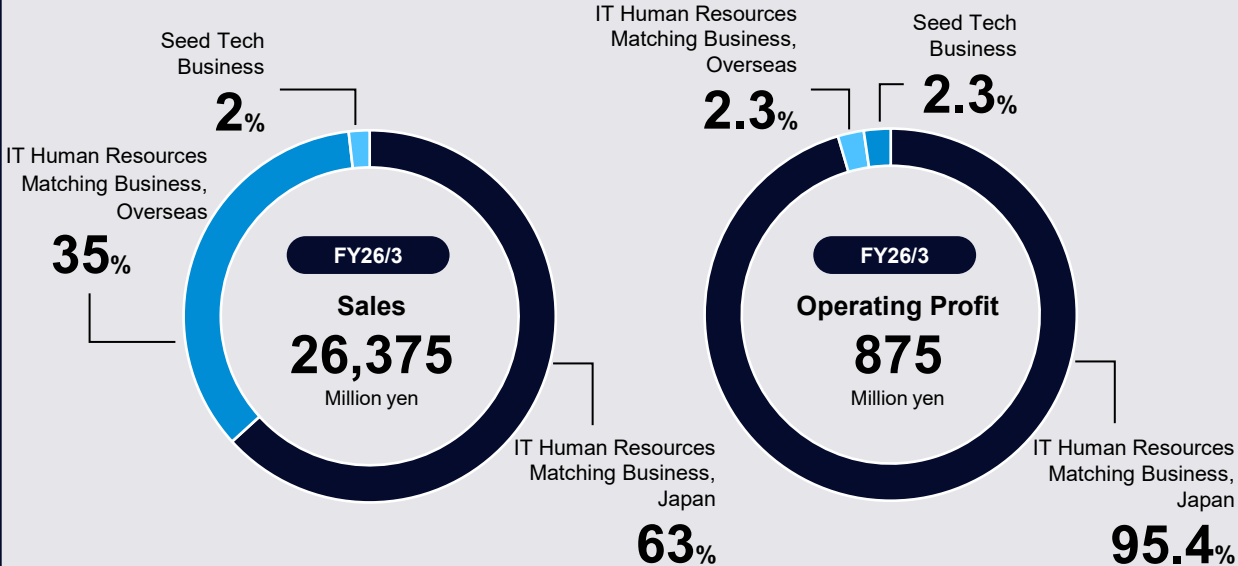 Seed Tech
Business
2%
IT Human Resources
Matching Business,
Overseas
35%
FY26/3
Sales
26,375
Million yen
IT Human Resources
Matching Business,
Japan
63%
IT Human Resources
Matching Business,
Overseas
2.3%
Seed Tech
Business
2.3%
FY26/3
Operating Profit
875
Million yen
IT Human Resources
Matching Business,
Japan
95.4%